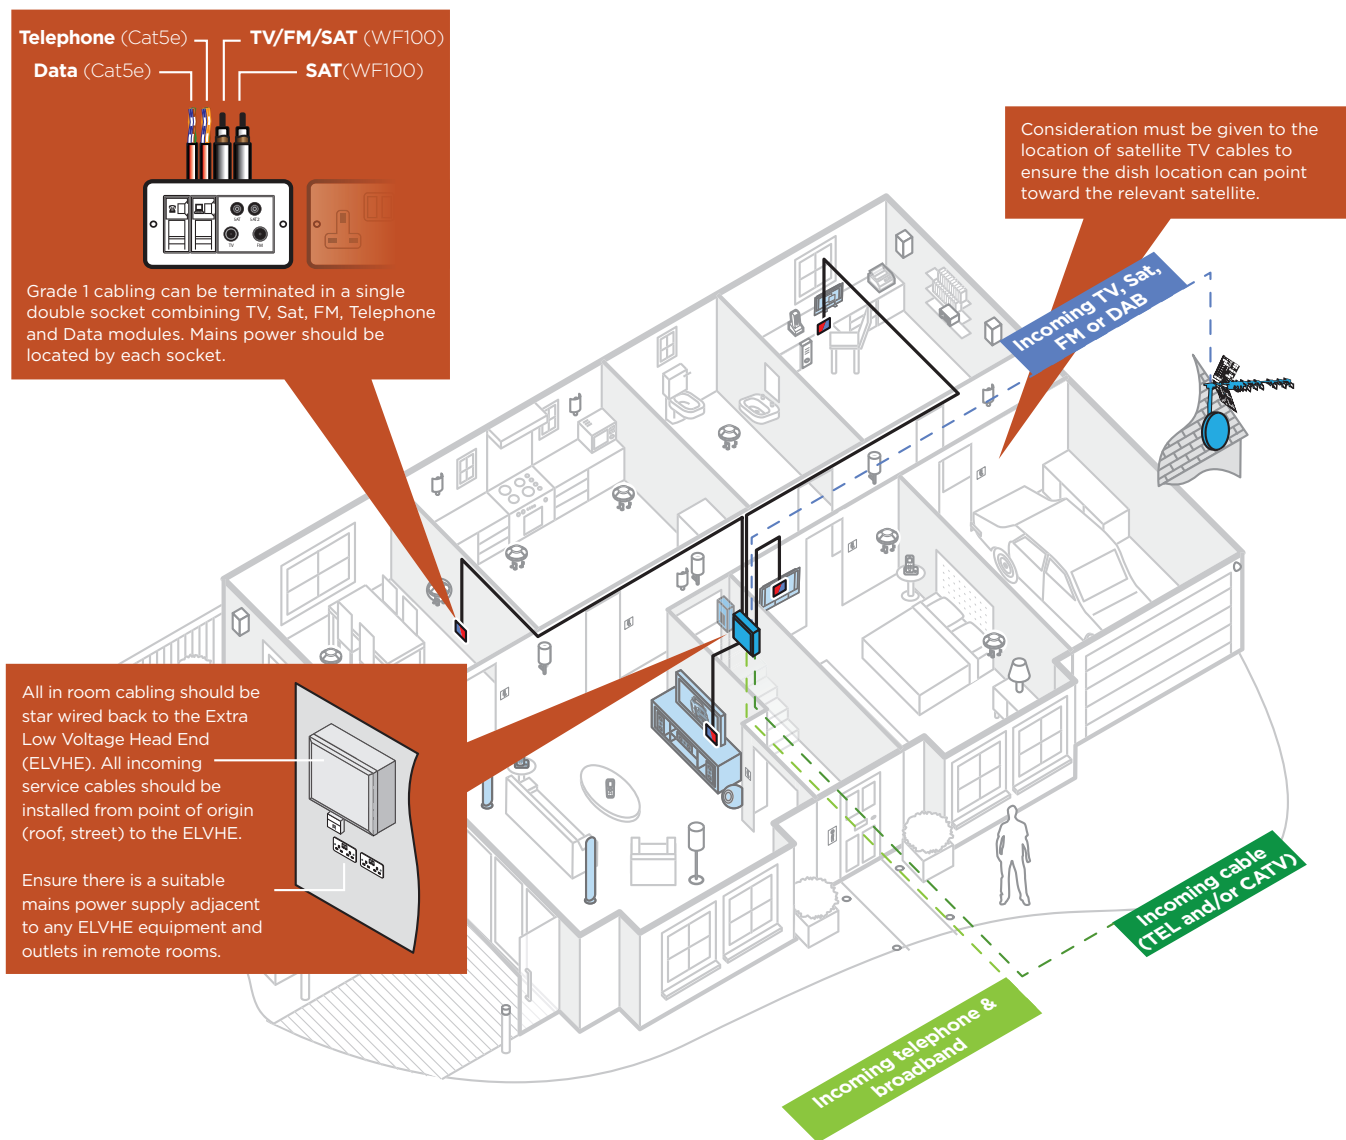 Telephone (Cat5e)
TV/FM/SAT (WF100)
Data (Cat5e)
SAT(WF100)
SAT
SAT2
TV
FM
Grade 1 cabling can be terminated in a single
double socket combining TV, Sat, FM, Telephone
and Data modules. Mains power should be
located by each socket.
Consideration must be given to the
location of satellite TV cables to
ensure the dish location can point
toward the relevant satellite.
Incoming TV, Sat,
FM or DAB
All in room cabling should be
star wired back to the Extra
Low Voltage Head End
(ELVHE). All incoming
service cables should be
installed from point of origin
(roof, street) to the ELVHE.
Ensure there is a suitable
mains power supply adjacent
to any ELVHE equipment and
outlets in remote rooms.
Incoming cable
(TEL and/or CATV)
Incoming telephone &
broadband